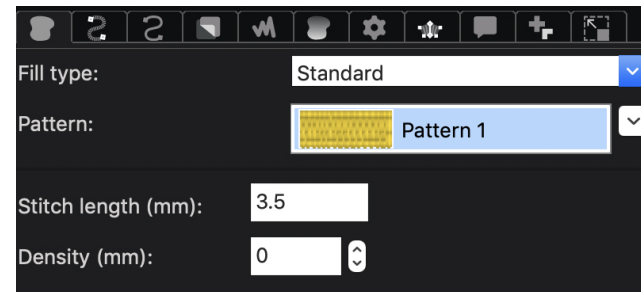 Fill type: Standard
Pattern: Pattern 1
Stitch length (mm): 3.5
Density (mm): 0